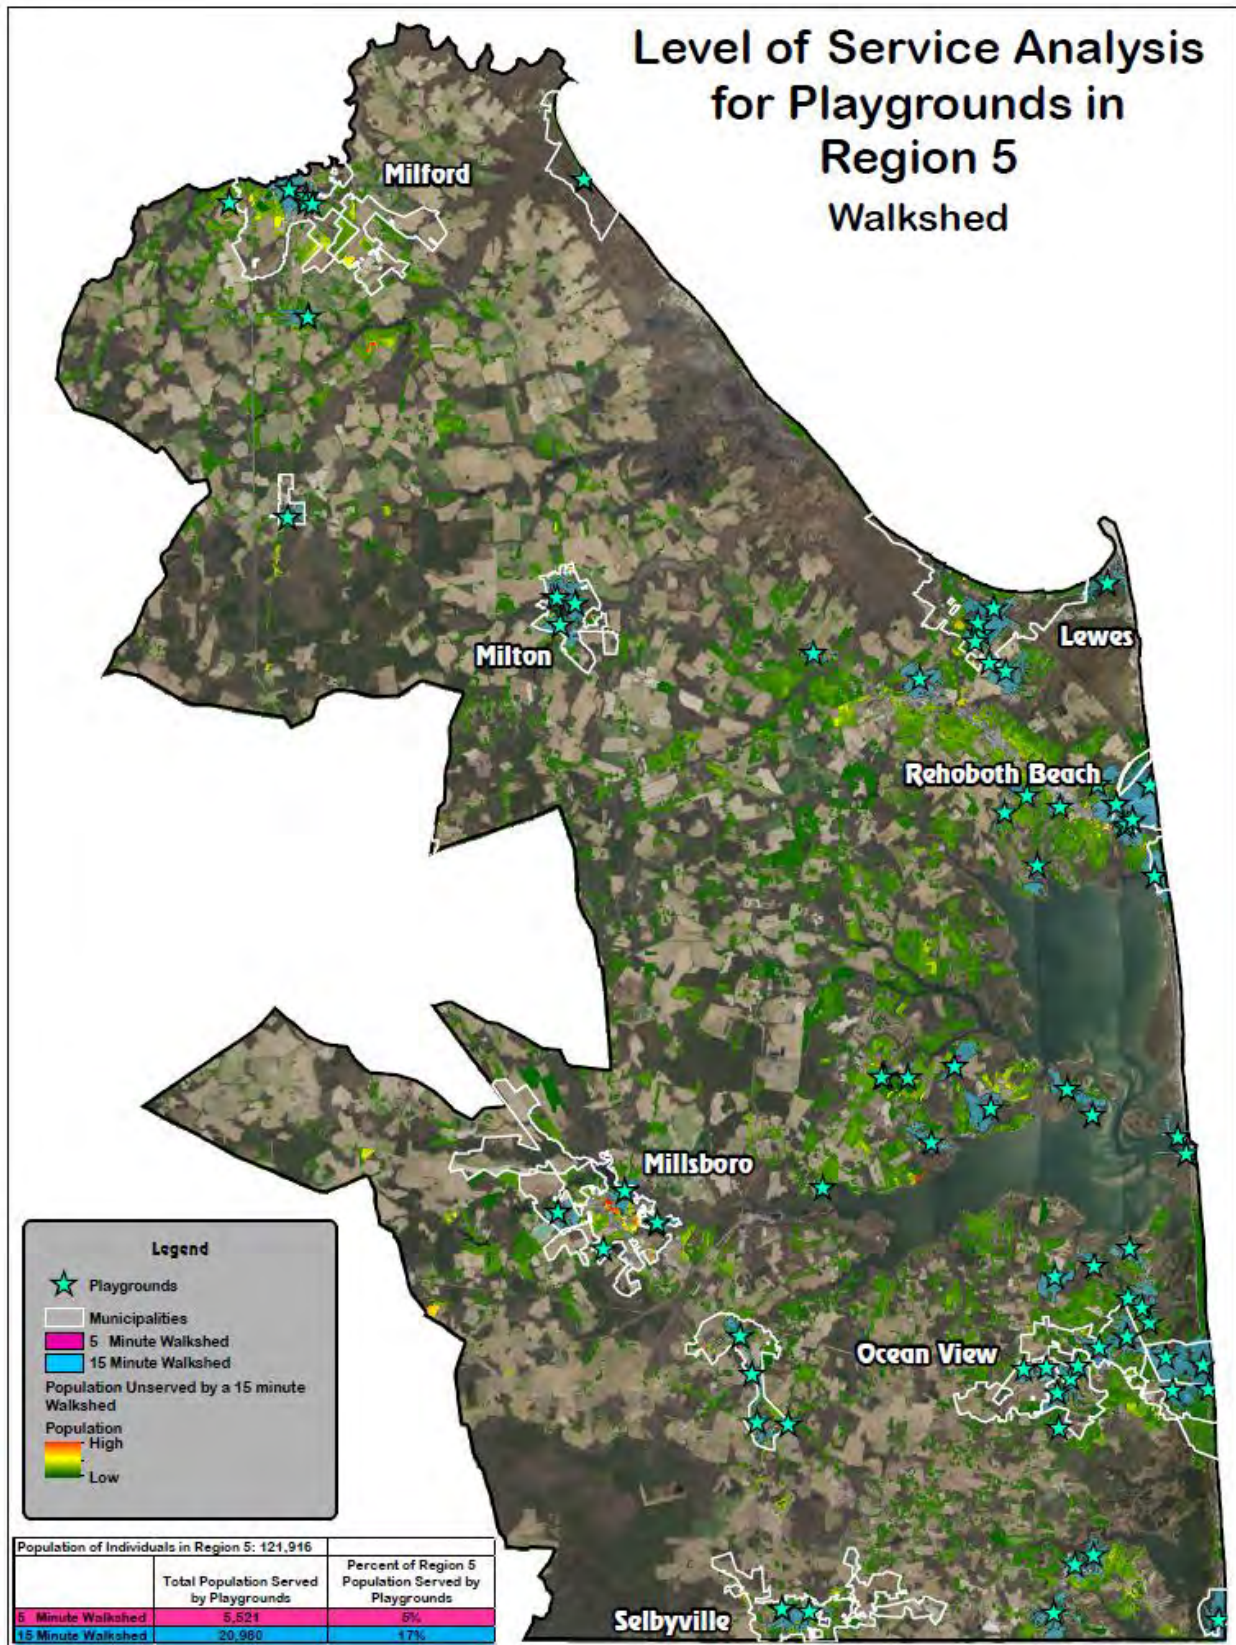 Level of Service Analysis
for Playgrounds in
Region 5
Walkshed
Milford
Milton
Lewes
Rehoboth Beach
Millsboro
Ocean View
Selbyville
Legend
Playgrounds
Municipalities
5 Minute Walkshed
15 Minute Walkshed
Population Unserved by a 15 minute
Walkshed
Population
High
Low
Population of Individuals in Region 5: 121,916
Total Population Served
by Playgrounds
Percent of Region 5
Population Served by
Playgrounds
5 Minute Walkshed 5,521 5%
15 Minute Walkshed 20,980 17%